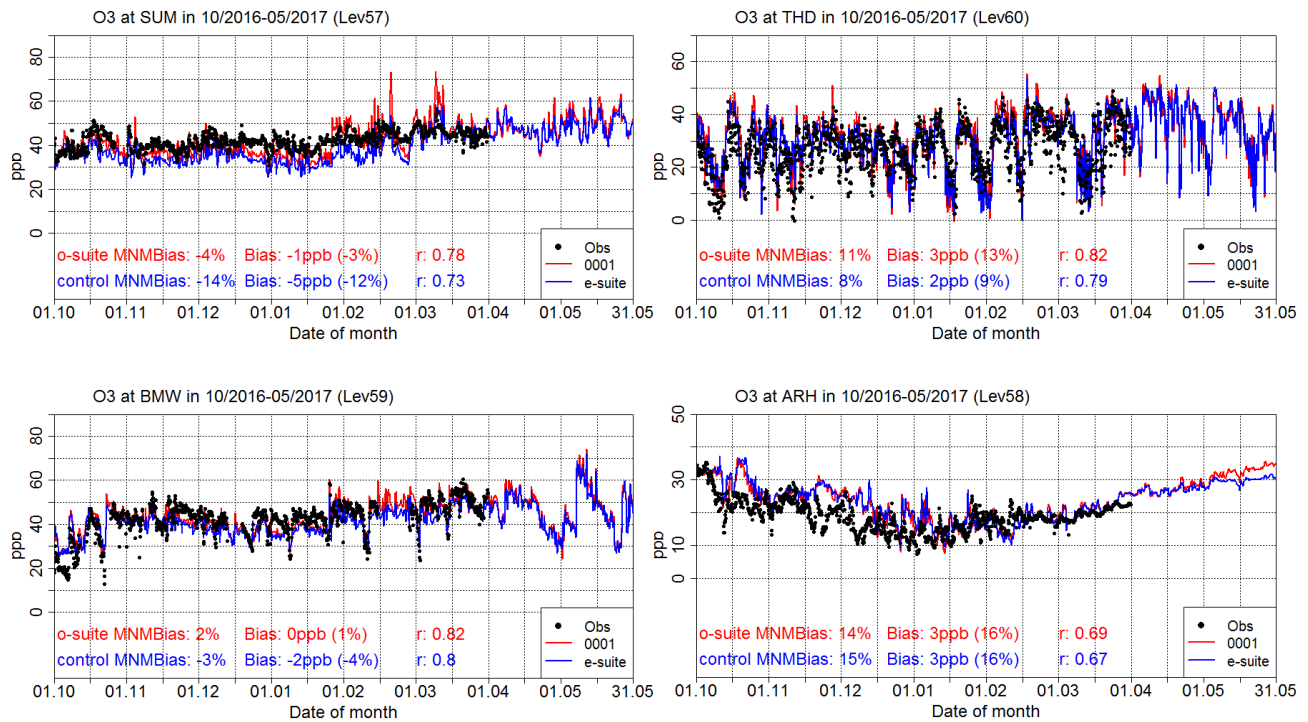 O3 at SUM in 10/2016-05/2017 (Lev57)
80
60
40
20
0
ppb
o-suite MNMBias: -4% Bias: -1ppb (-3%) r: 0.78
control MNMBias: -14% Bias: -5ppb (-12%) r: 0.73
Obs
0001
e-suite
01.10 01.11 01.12 01.01 01.02 01.03 01.04 01.05 31.05
Date of month
O3 at THD in 10/2016-05/2017 (Lev60)
60
40
20
0
ppb
o-suite MNMBias: 11% Bias: 3ppb (13%) r: 0.82
control MNMBias: 8% Bias: 2ppb (9%) r: 0.79
Obs
0001
e-suite
01.10 01.11 01.12 01.01 01.02 01.03 01.04 01.05 31.05
Date of month
O3 at BMW in 10/2016-05/2017 (Lev59)
80
60
40
20
0
ppb
o-suite MNMBias: 2% Bias: 0ppb (1%) r: 0.82
control MNMBias: -3% Bias: -2ppb (-4%) r: 0.8
Obs
0001
e-suite
01.10 01.11 01.12 01.01 01.02 01.03 01.05 31.05
Date of month
O3 at ARH in 10/2016-05/2017 (Lev58)
50
30
10
0
ppb
o-suite MNMBias: 14% Bias: 3ppb (16%) r: 0.69
control MNMBias: 15% Bias: 3ppb (16%) r: 0.67
Obs
0001
e-suite
01.10 01.11 01.12 01.01 01.02 01.03 01.04 01.05 31.05
Date of month